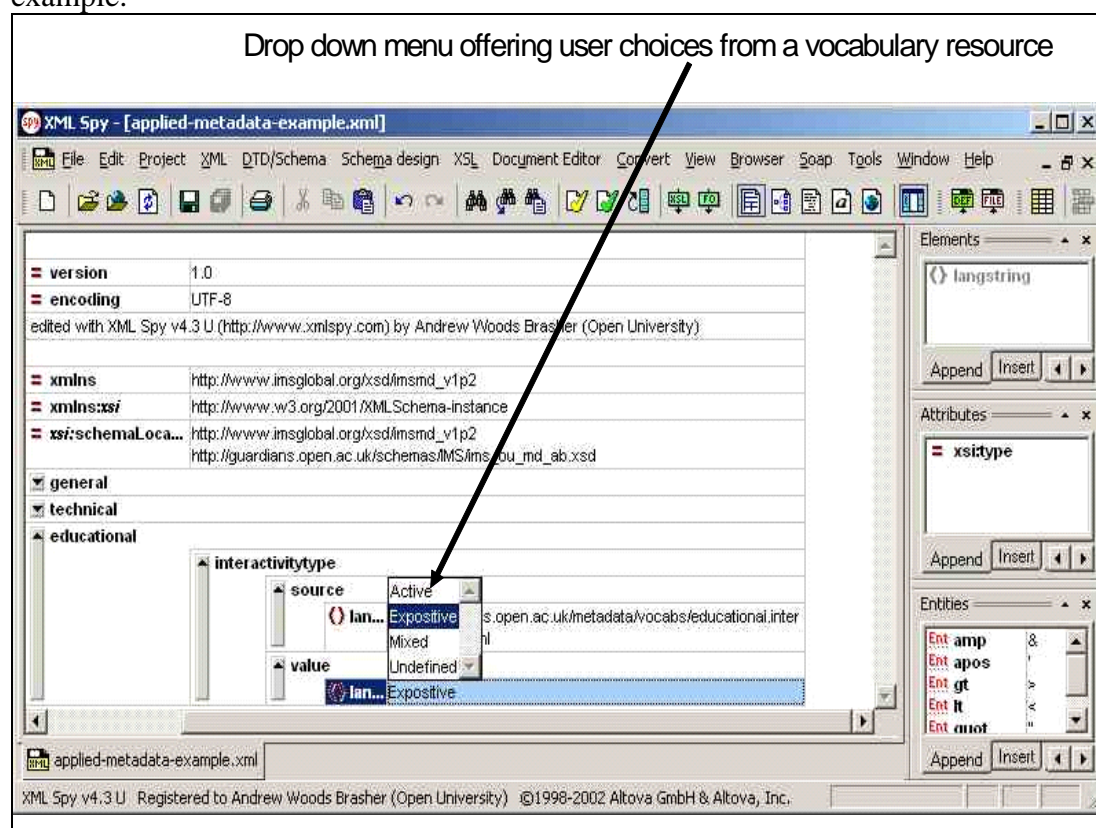 example.
Drop down menu offering user choices from a vocabulary resource
XML Spy - [applied-metadata-example.xml]
File Edit Project XML DTD/Schema Schema design XSL Document Editor Convert View Browser Soap Tools Window Help
XSL FO DEF FILE
version 1.0
encoding UTF-8
edited with XML Spy v4.3 U (http://www.xmlspy.com) by Andrew Woods Brasher (Open University)
xmlns http://www.imsglobal.org/xsd/imsmd_v1p2
xmlns:xsi http://www.w3.org/2001/XMLSchema-instance
xsi:schemaLoca... http://www.imsglobal.org/xsd/imsmd_v1p2
http://guardians.open.ac.uk/schemas/IMS/ims_ou_md_ab.xsd
general
technical
educational
interactivitytype
source
Active
() lan... Expositive s.open.ac.uk/metadata/vocabs/educational.inter
Mixed
value Undefined
() lan... Expositive
Elements
() langstring
Append Insert
Attributes
= xsi:type
Append Insert
Entities
Ent amp &
Ent apos '
Ent gt >
Ent lt <
Ent quot "
Append Insert
applied-metadata-example.xml
XML Spy v4.3 U Registered to Andrew Woods Brasher (Open University) ©1998-2002 Altova GmbH & Altova, Inc.